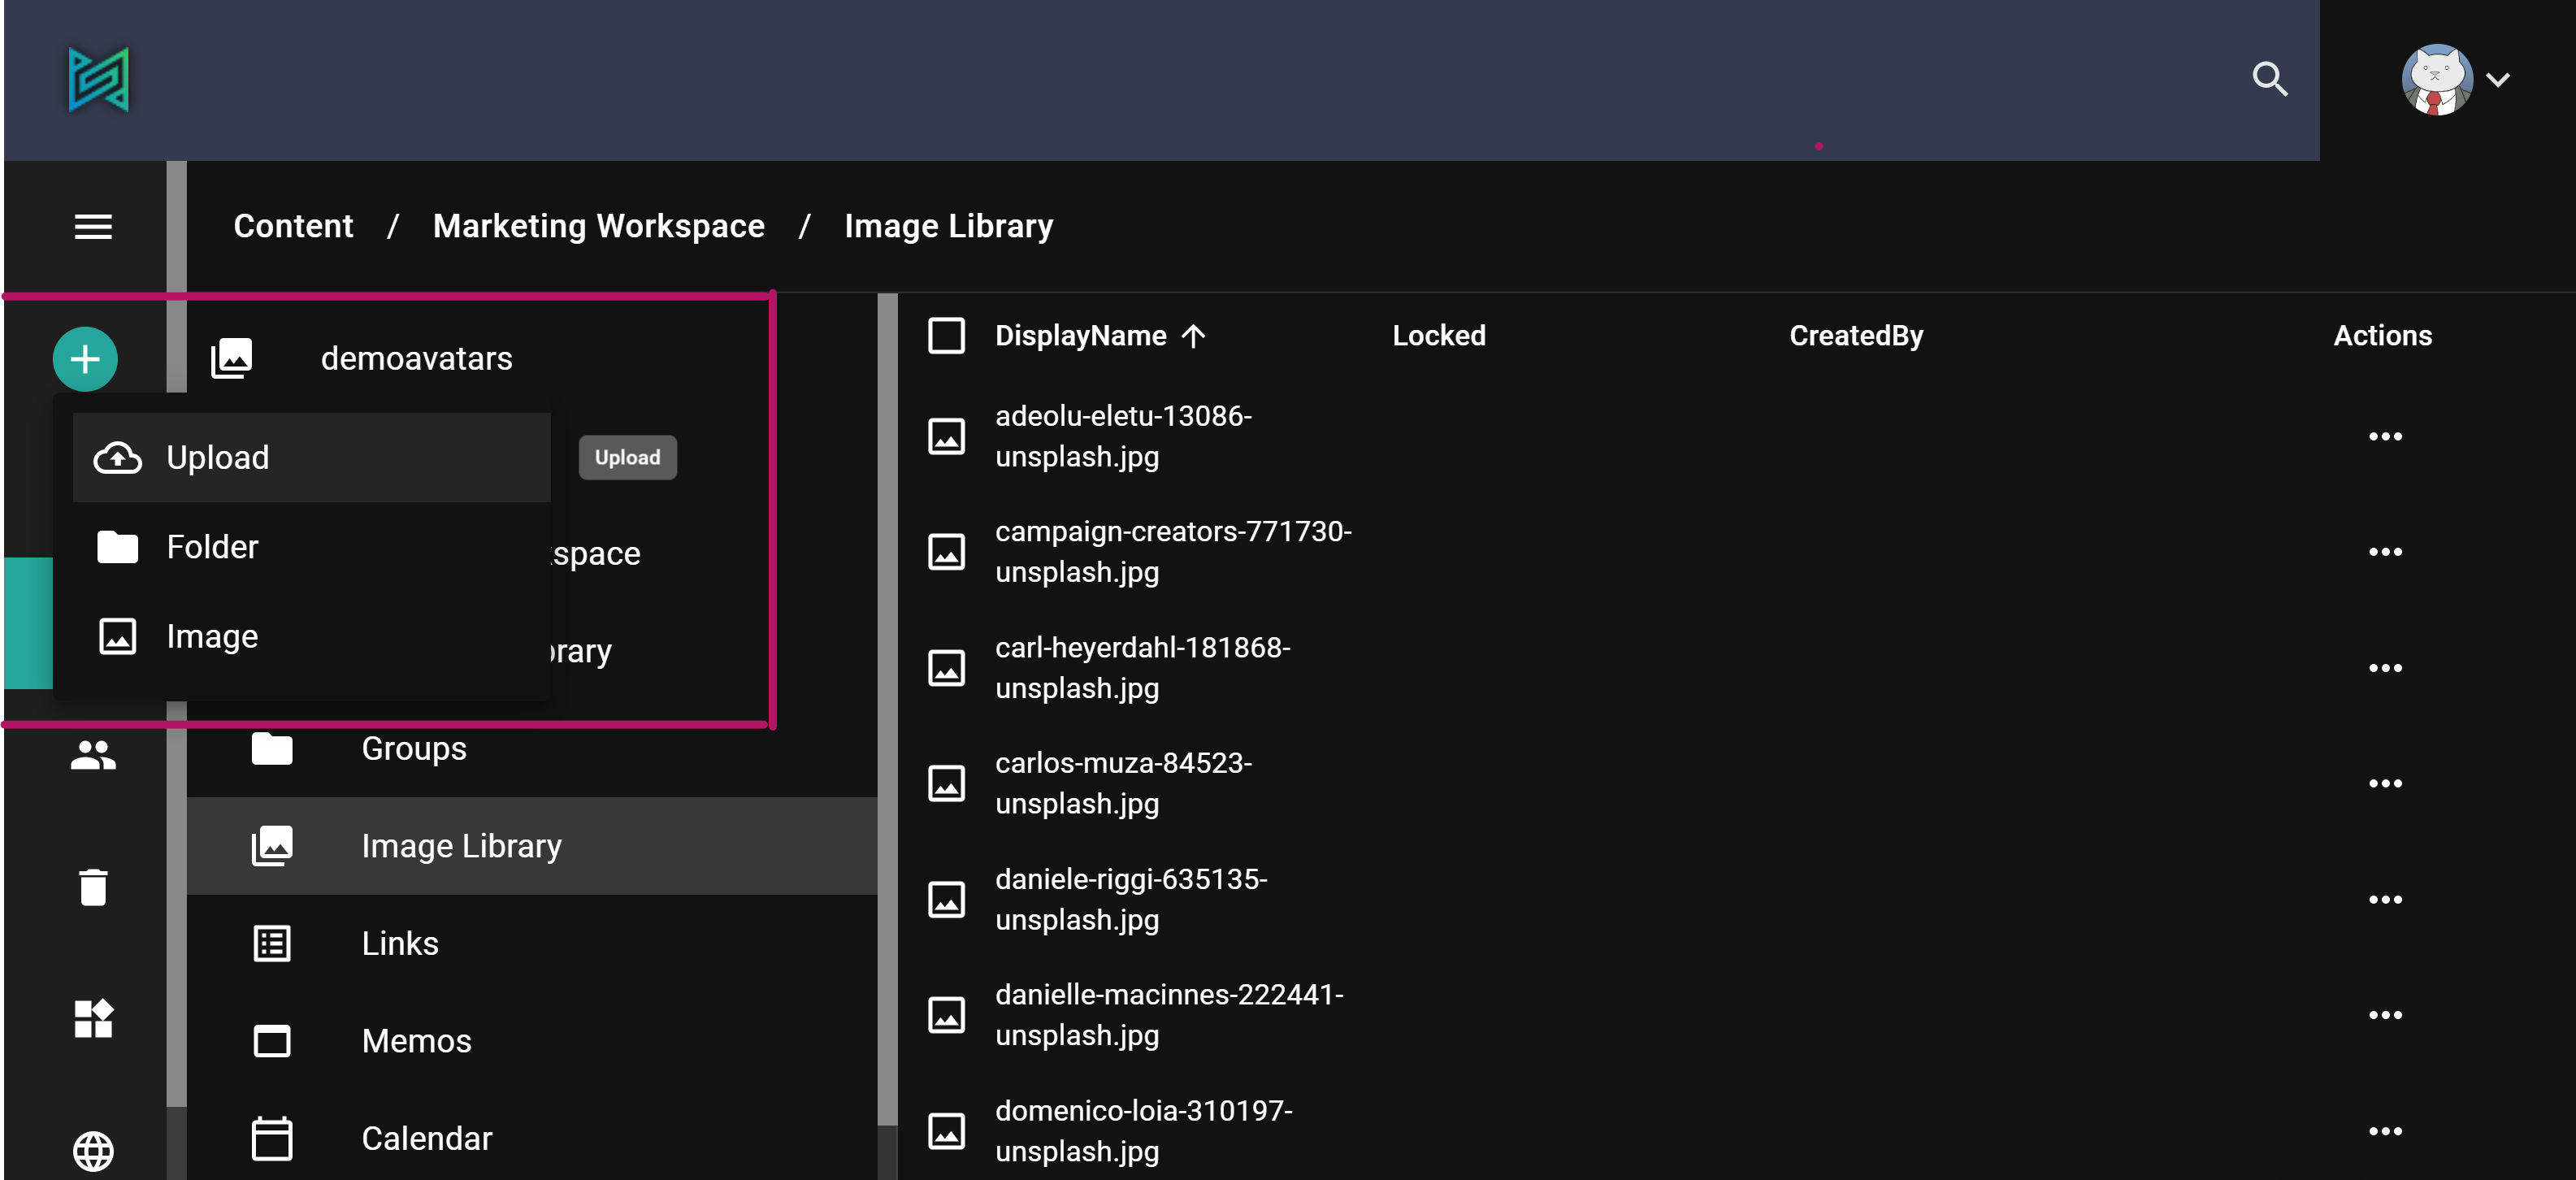 Content / Marketing Workspace / Image Library
demoavatars
Upload
Upload
Folder
space
Image
rary
Groups
Image Library
Links
Memos
Calendar
DisplayName Locked CreatedBy Actions
adeolu-eletu-13086-
unsplash.jpg
campaign-creators-771730-
unsplash.jpg
carl-heyerdahl-181868-
unsplash.jpg
carlos-muza-84523-
unsplash.jpg
daniele-riggi-635135-
unsplash.jpg
danielle-macinnes-222441-
unsplash.jpg
domenico-loia-310197-
unsplash.jpg